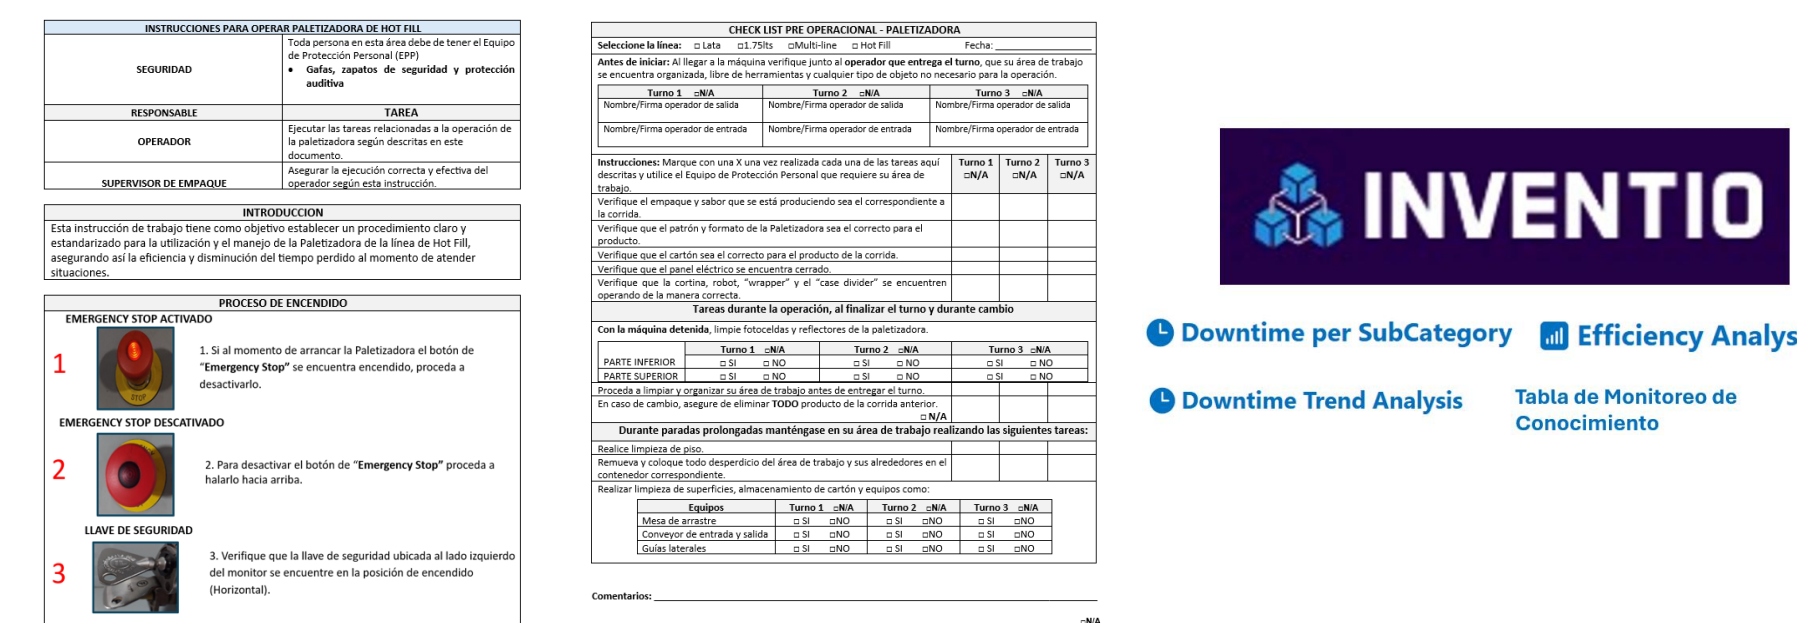 INSTRUCCIONES PARA OPERAR PALETIZADORA DE HOT FILL
SEGURIDAD
Toda persona en esta área debe de tener el Equipo
de Protección Personal (EPP)
• Gafas, zapatos de seguridad y protección
auditiva
RESPONSABLE TAREA
OPERADOR
Ejecutar las tareas relacionadas a la operación de
la paletizadora según descritas en este
documento.
SUPERVISOR DE EMPAQUE
Asegurar la ejecución correcta y efectiva del
operador según esta instrucción.
INTRODUCCION
Esta instrucción de trabajo tiene como objetivo establecer un procedimiento claro y
estandarizado para la utilización y el manejo de la Paletizadora de la línea de Hot Fill,
asegurando así la eficiencia y disminución del tiempo perdido al momento de atender
situaciones.
PROCESO DE ENCENDIDO
EMERGENCY STOP ACTIVADO
1
STOP
1. Si al momento de arrancar la Paletizadora el botón de
“Emergency Stop” se encuentra encendido, proceda a
desactivarlo.
EMERGENCY STOP DESCATIVADO
2
2. Para desactivar el botón de “Emergency Stop” proceda a
halarlo hacia arriba.
LLAVE DE SEGURIDAD
3
3. Verifique que la llave de seguridad ubicada al lado izquierdo
del monitor se encuentre en la posición de encendido
(Horizontal).
CHECK LIST PRE OPERACIONAL - PALETIZADORA
Seleccione la línea: □ Lata □1.75lts □Multi-line □ Hot Fill Fecha: ____________________
Antes de iniciar: Al llegar a la máquina verifique junto al operador que entrega el turno, que su área de trabajo
se encuentra organizada, libre de herramientas y cualquier tipo de objeto no necesario para la operación.
Turno 1 □N/A Turno 2 □N/A Turno 3 □N/A
Nombre/Firma operador de salida Nombre/Firma operador de salida Nombre/Firma operador de salida
Nombre/Firma operador de entrada Nombre/Firma operador de entrada Nombre/Firma operador de entrada
Instrucciones: Marque con una X una vez realizada cada una de las tareas aquí
descritas y utilice el Equipo de Protección Personal que requiere su área de
trabajo.
Turno 1 Turno 2 Turno 3
□N/A □N/A □N/A
Verifique el empaque y sabor que se está produciendo sea el correspondiente a
la corrida.
Verifique que el patrón y formato de la Paletizadora sea el correcto para el
producto.
Verifique que el cartón sea el correcto para el producto de la corrida.
Verifique que el panel eléctrico se encuentra cerrado.
Verifique que la cortina, robot, “wrapper” y el “case divider” se encuentren
operando de la manera correcta.
Tareas durante la operación, al finalizar el turno y durante cambio
Con la máquina detenida, limpie fotoceldas y reflectores de la paletizadora.
Turno 1 □N/A Turno 2 □N/A Turno 3 □N/A
PARTE INFERIOR □ SI □ NO □ SI □ NO □ SI □ NO
PARTE SUPERIOR □ SI □ NO □ SI □ NO □ SI □ NO
Proceda a limpiar y organizar su área de trabajo antes de entregar el turno.
En caso de cambio, asegure de eliminar TODO producto de la corrida anterior.
□ N/A
Durante paradas prolongadas manténgase en su área de trabajo realizando las siguientes tareas:
Realice limpieza de piso.
Remueva y coloque todo desperdicio del área de trabajo y sus alrededores en el
contenedor correspondiente.
Realizar limpieza de superficies, almacenamiento de cartón y equipos como:
Equipos Turno 1 □N/A Turno 2 □N/A Turno 3 □N/A
Mesa de arrastre □ SI □NO □ SI □NO □ SI □NO
Conveyor de entrada y salida □ SI □NO □ SI □NO □ SI □NO
Guías laterales □ SI □NO □ SI □NO □ SI □NO
Comentarios: ____________________
□N/A
INVENTIO
Downtime per SubCategory
Efficiency Analys
Downtime Trend Analysis
Tabla de Monitoreo de
Conocimiento